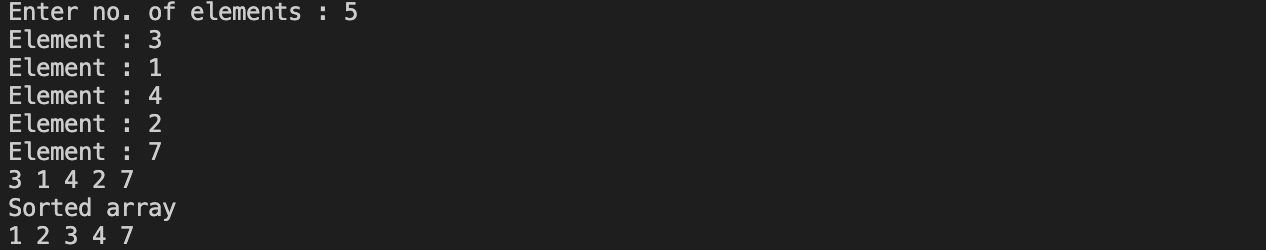 Enter no. of elements : 5
Element : 3
Element : 1
Element : 4
Element : 2
Element : 7
3 1 4 2 7
Sorted array
1 2 3 4 7